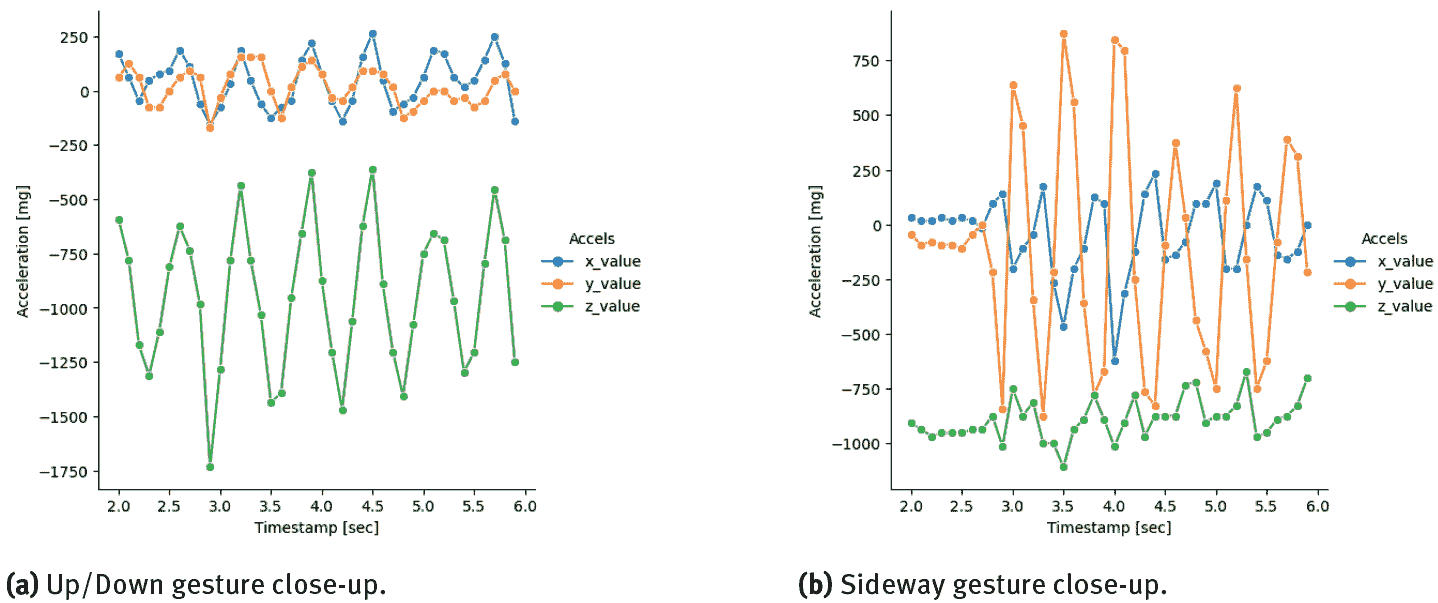 250
0
−250
−500
−750
−1000
−1250
−1500
−1750
Acceleration [mg]
2.0 2.5 3.0 3.5 4.0 4.5 5.0 5.5 6.0
Timestamp [sec]
Accels
x_value
y_value
z_value
(a) Up/Down gesture close-up.
750
500
250
0
−250
−500
−750
−1000
Acceleration [mg]
2.0 2.5 3.0 3.5 4.0 4.5 5.0 5.5 6.0
Timestamp [sec]
Accels
x_value
y_value
z_value
(b) Sideway gesture close-up.